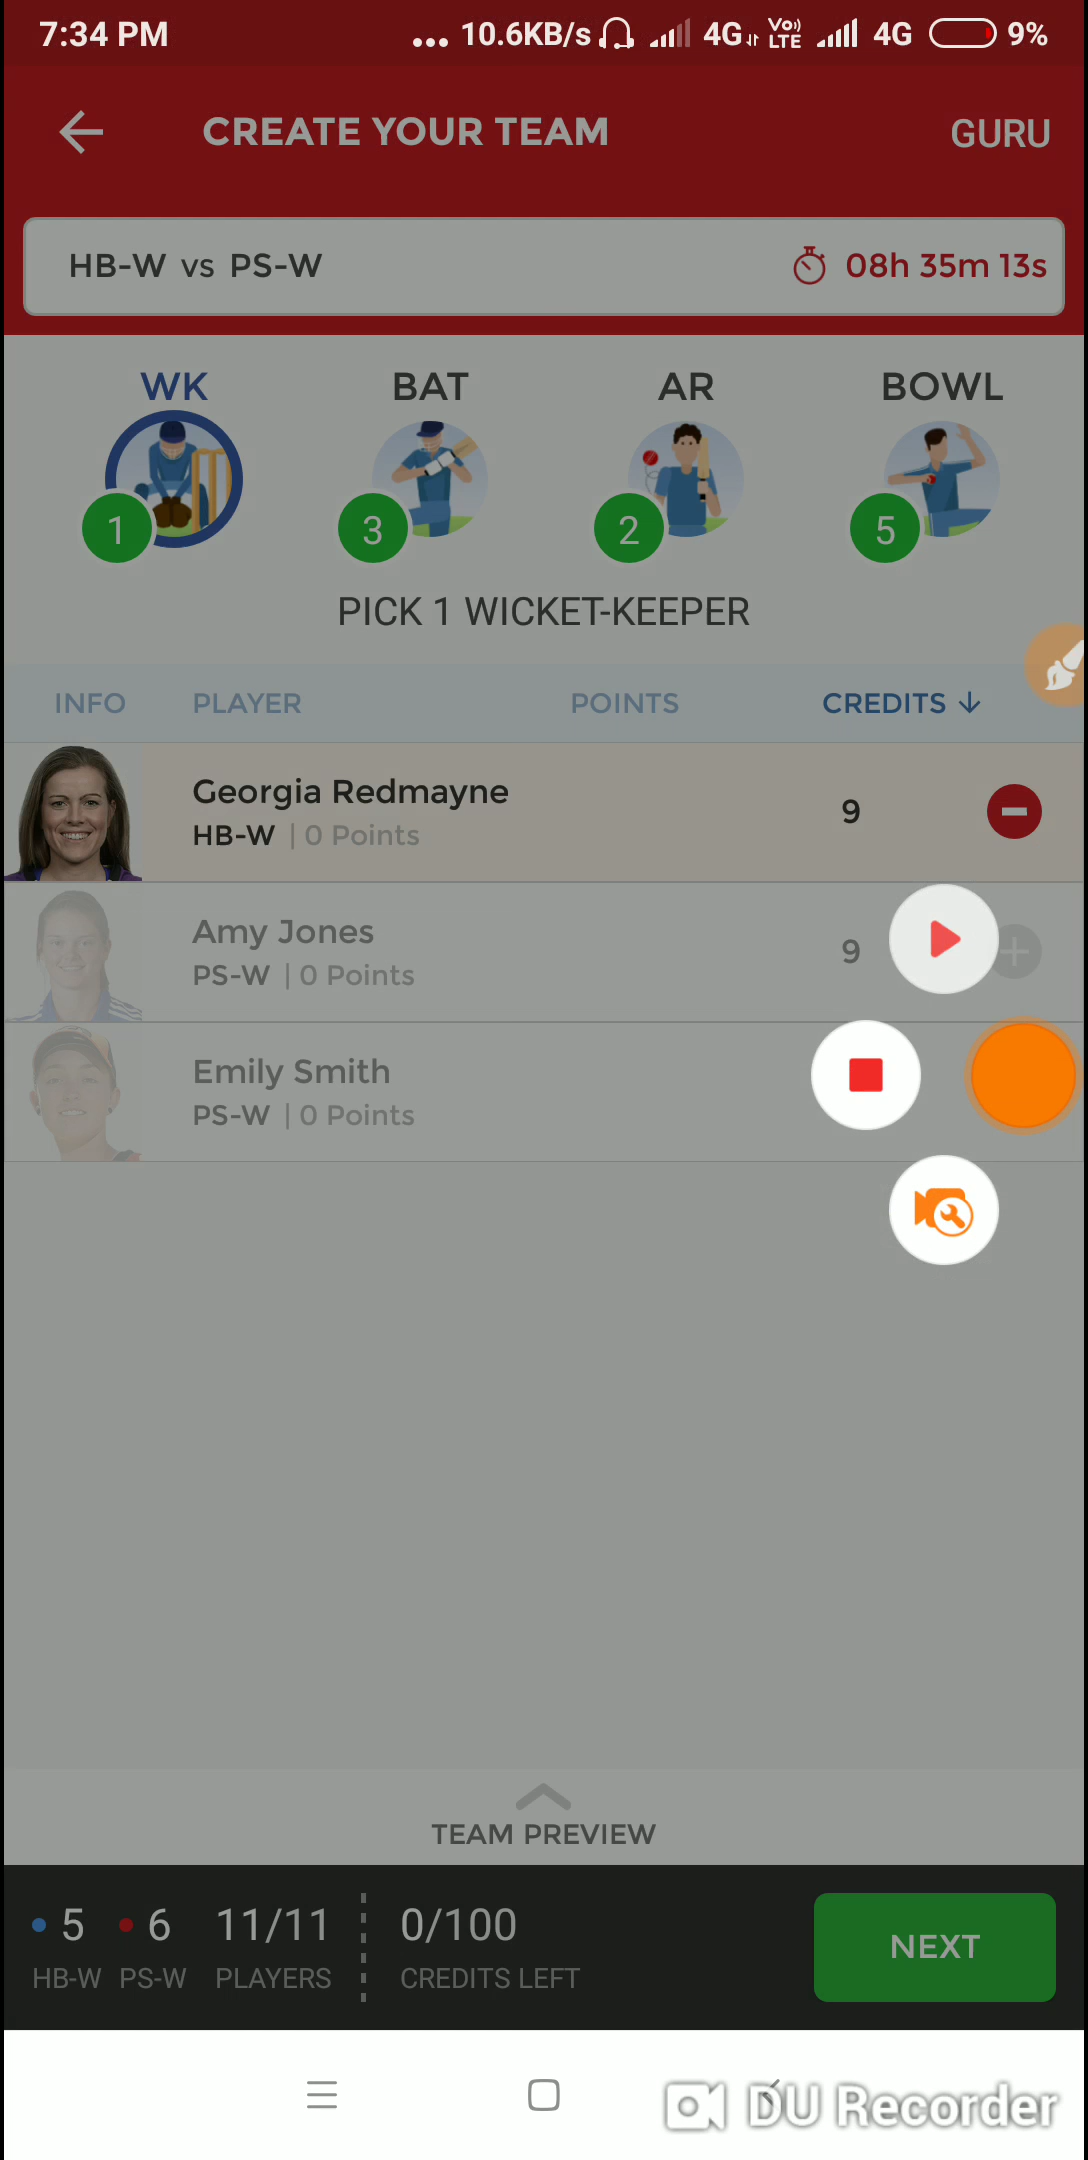 7:34 PM ... 10.6KB/s 4G VoLTE 4G 9%
CREATE YOUR TEAM GURU
HB-W vs PS-W 08h 35m 13s
WK BAT AR BOWL
1 3 2 5
PICK 1 WICKET-KEEPER
INFO PLAYER POINTS CREDITS ↓
Georgia Redmayne
HB-W | 0 Points 9
Amy Jones
PS-W | 0 Points 9
Emily Smith
PS-W | 0 Points
TEAM PREVIEW
5 6 11/11 0/100
HB-W PS-W PLAYERS CREDITS LEFT
NEXT
DU Recorder